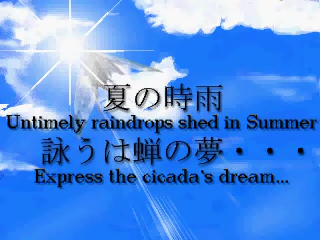 夏の時雨
Untimely raindrops shed in Summer
詠うは蝉の夢・・・
Express the cicada's dream...